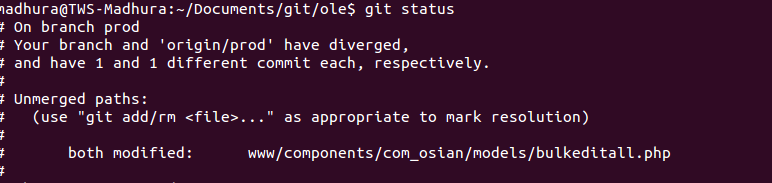 madhura@TWS-Madhura:~/Documents/git/ole$ git status
# On branch prod
# Your branch and 'origin/prod' have diverged,
# and have 1 and 1 different commit each, respectively.
#
# Unmerged paths:
#   (use "git add/rm <file>..." as appropriate to mark resolution)
#
#       both modified:      www/components/com_osian/models/bulkeditall.php
#